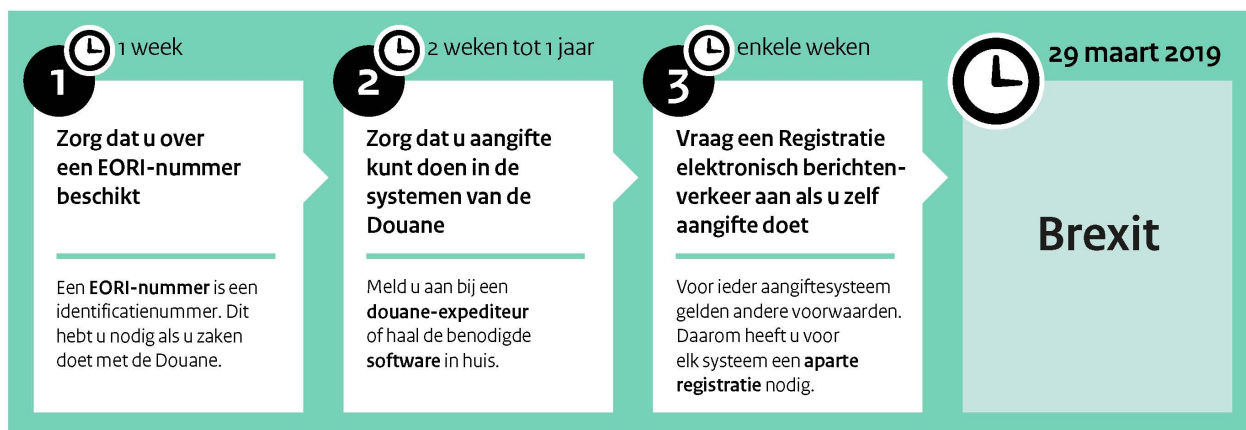 1
1 week
Zorg dat u over
een EORI-nummer
beschikt
Een EORI-nummer is een
identificatienummer. Dit
hebt u nodig als u zaken
doet met de Douane.
2
2 weken tot 1 jaar
Zorg dat u aangifte
kunt doen in de
systemen van de
Douane
Meld u aan bij een
douane-expediteur
of haal de benodigde
software in huis.
3
enkele weken
Vraag een Registratie
elektronisch berichten-
verkeer aan als u zelf
aangifte doet
Voor ieder aangiftesysteem
gelden andere voorwaarden.
Daarom heeft u voor
elk systeem een aparte
registratie nodig.
29 maart 2019
Brexit